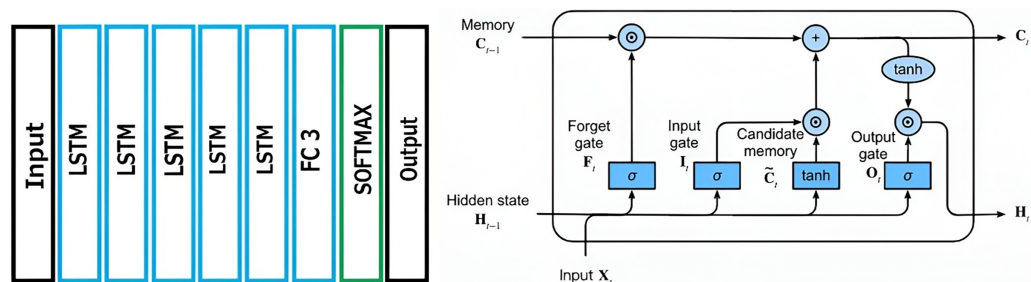 Input
LSTM
LSTM
LSTM
LSTM
LSTM
FC 3
SOFTMAX
Output
Memory
C_{t-1}
C_t
tanh
Forget
gate
F_t
Input
gate
I_t
Candidate
memory
C̃_t
Output
gate
O_t
σ
σ
tanh
σ
Hidden state
H_{t-1}
H_t
Input X